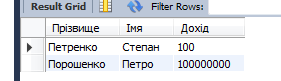 Result Grid Filter Rows:
Прізвище Імя Дохід
Петренко Степан 100
Порошенко Петро 100000000